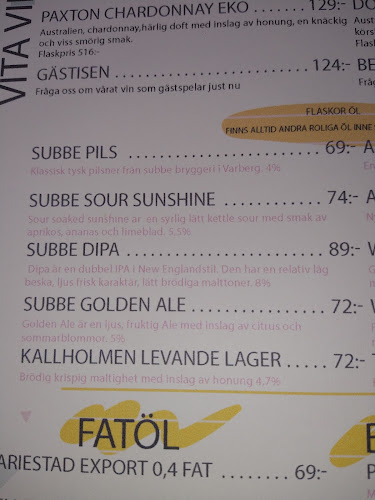 VITA VI
PAXTON CHARDONNAY EKO ....... 129:-
Australien, chardonnay,härlig doft med inslag av honung, en knäckig
och viss smörig smak.
Flaskpris 516:-
GÄSTISEN ..................... 124:-
Fråga oss om vårat vin som gästspelar just nu
FLASKOR ÖL
FINNS ALLTID ANDRA ROLIGA ÖL INNE
SUBBE PILS ........................ 69:-
Klassisk tysk pilsner från subbe bryggeri i Varberg. 4%
SUBBE SOUR SUNSHINE .......... 74:-
Sour soaked sunshine är en syrlig lätt kettle sour med smak av
aprikos, ananas och limeblad. 5.5%
SUBBE DIPA ....................... 89:-
Dipa är en dubbel IPA i New Englandstil. Den har en relativ låg
beska, ljus frisk karaktär, lätt brödiga malttoner. 8%
SUBBE GOLDEN ALE ............... 72:-
Golden Ale är en ljus, fruktig Ale med inslag av citrus och
sommarblommor. 5%
KALLHOLMEN LEVANDE LAGER .... 72:-
Brödig krispig maltighet med inslag av honung 4.7%
FATÖL
ARIESTAD EXPORT 0,4 FAT ........ 69:-